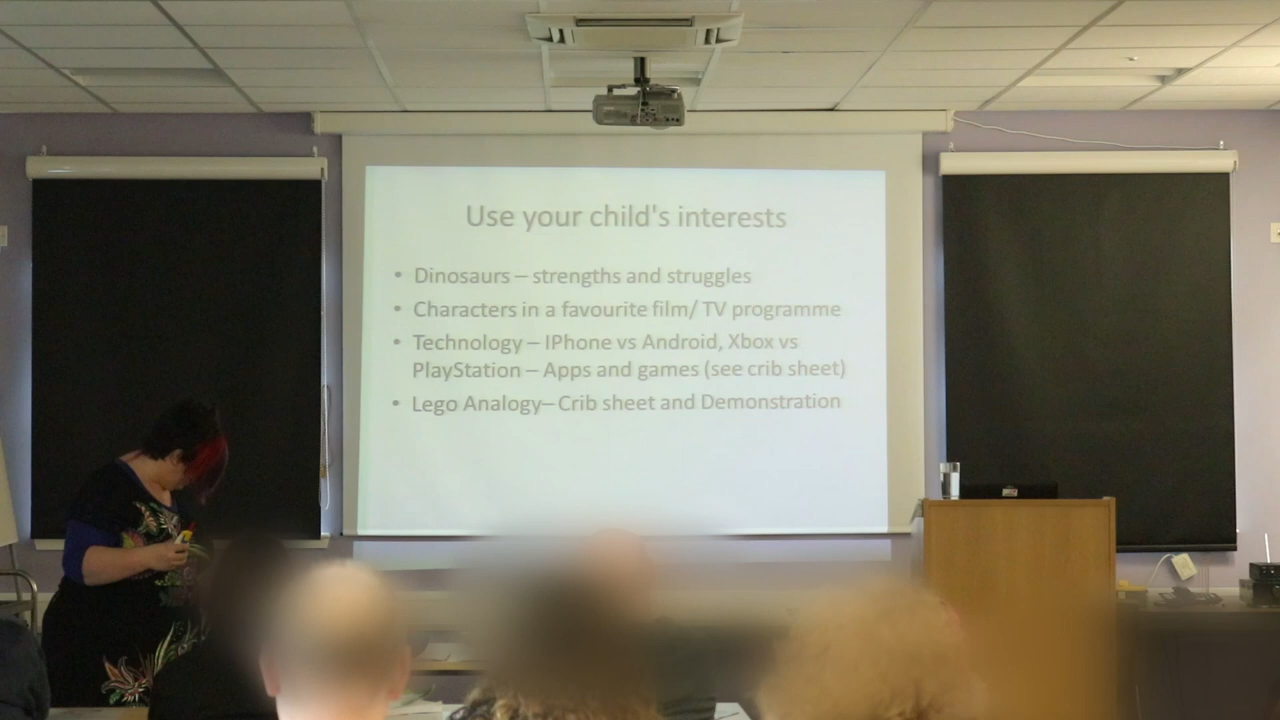 Use your child's interests
• Dinosaurs – strengths and struggles
• Characters in a favourite film/ TV programme
• Technology – IPhone vs Android, Xbox vs
PlayStation – Apps and games (see crib sheet)
• Lego Analogy– Crib sheet and Demonstration